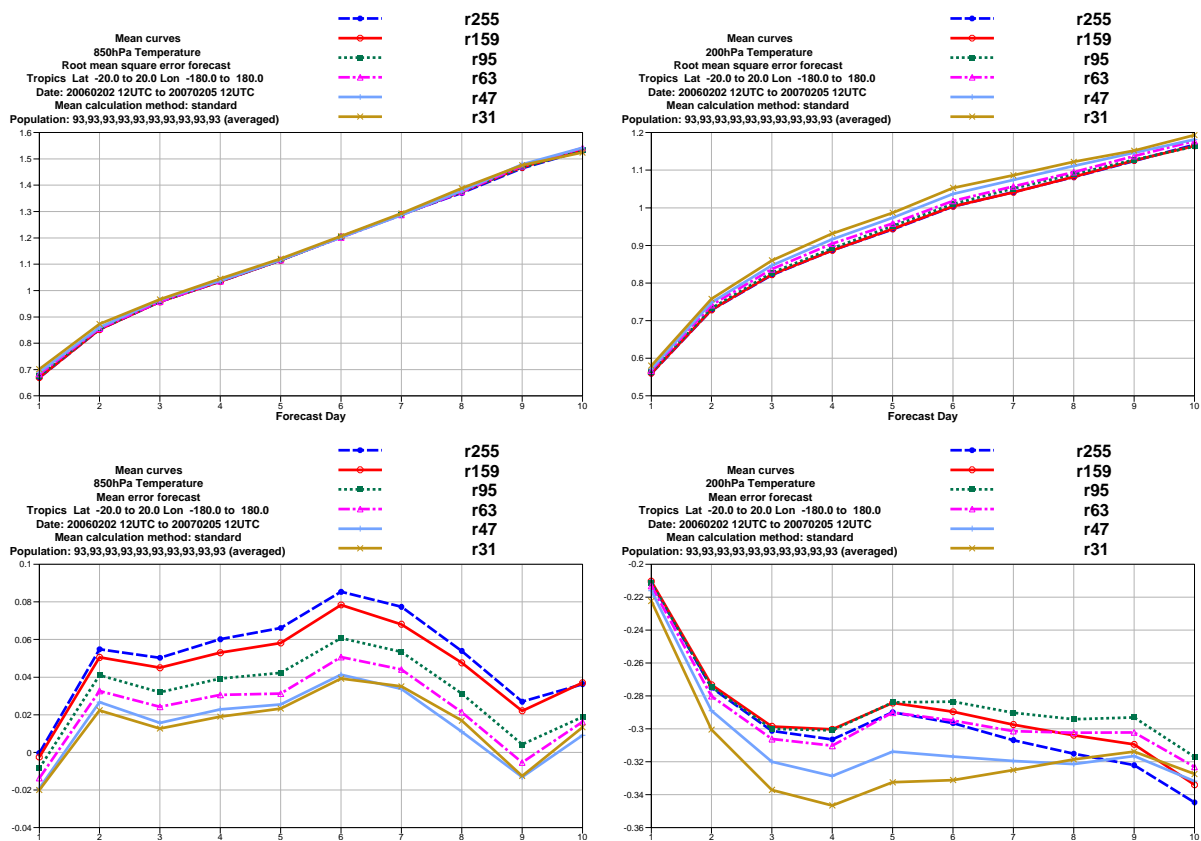 r255
r159
r95
r63
r47
r31
Mean curves
850hPa Temperature
Root mean square error forecast
Tropics Lat -20.0 to 20.0 Lon -180.0 to 180.0
Date: 20060202 12UTC to 20070205 12UTC
Mean calculation method: standard
Population: 93,93,93,93,93,93,93,93,93,93 (averaged)
1.6
1.5
1.4
1.3
1.2
1.1
1
0.9
0.8
0.7
0.6
1 2 3 4 5 6 7 8 9 10
Forecast Day
r255
r159
r95
r63
r47
r31
Mean curves
200hPa Temperature
Root mean square error forecast
Tropics Lat -20.0 to 20.0 Lon -180.0 to 180.0
Date: 20060202 12UTC to 20070205 12UTC
Mean calculation method: standard
Population: 93,93,93,93,93,93,93,93,93,93 (averaged)
1.2
1.1
1
0.9
0.8
0.7
0.6
0.5
1 2 3 4 5 6 7 8 9 10
Forecast Day
r255
r159
r95
r63
r47
r31
Mean curves
850hPa Temperature
Mean error forecast
Tropics Lat -20.0 to 20.0 Lon -180.0 to 180.0
Date: 20060202 12UTC to 20070205 12UTC
Mean calculation method: standard
Population: 93,93,93,93,93,93,93,93,93,93 (averaged)
0.1
0.08
0.06
0.04
0.02
0
-0.02
-0.04
1 2 3 4 5 6 7 8 9 10
r255
r159
r95
r63
r47
r31
Mean curves
200hPa Temperature
Mean error forecast
Tropics Lat -20.0 to 20.0 Lon -180.0 to 180.0
Date: 20060202 12UTC to 20070205 12UTC
Mean calculation method: standard
Population: 93,93,93,93,93,93,93,93,93,93 (averaged)
-0.2
-0.22
-0.24
-0.26
-0.28
-0.3
-0.32
-0.34
-0.36
1 2 3 4 5 6 7 8 9 10